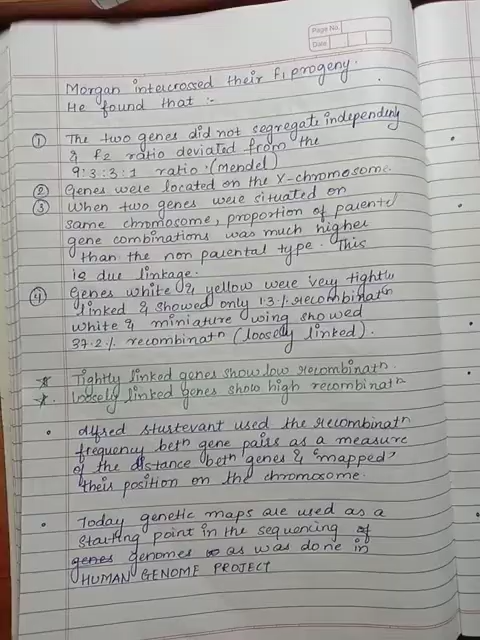 Page No.
Date
Morgan intercrossed their F1 progeny.
He found that :-
① The two genes did not segregate independently
& F2 ratio deviated from the
9:3:3:1 ratio. (Mendel)
② Genes were located on the X-chromosome.
③ When two genes were situated on
same chromosome, proportion of parental
gene combinations was much higher
than the non parental type. This
is due linkage.
④ Genes white & yellow were very tightly
linked & showed only 1.3% recombinatn
white & miniature wing showed
37.2% recombinatn (loosely linked).
* Tightly linked genes show low recombinatn.
* Loosely linked genes show high recombinatn
• Alfred Sturtevant used the recombinatn
frequency betn gene pairs as a measure
of the distance betn genes & "mapped"
their position on the chromosome.
• Today genetic maps are used as a
starting point in the sequencing of
genes genomes as was done in
HUMAN GENOME PROJECT